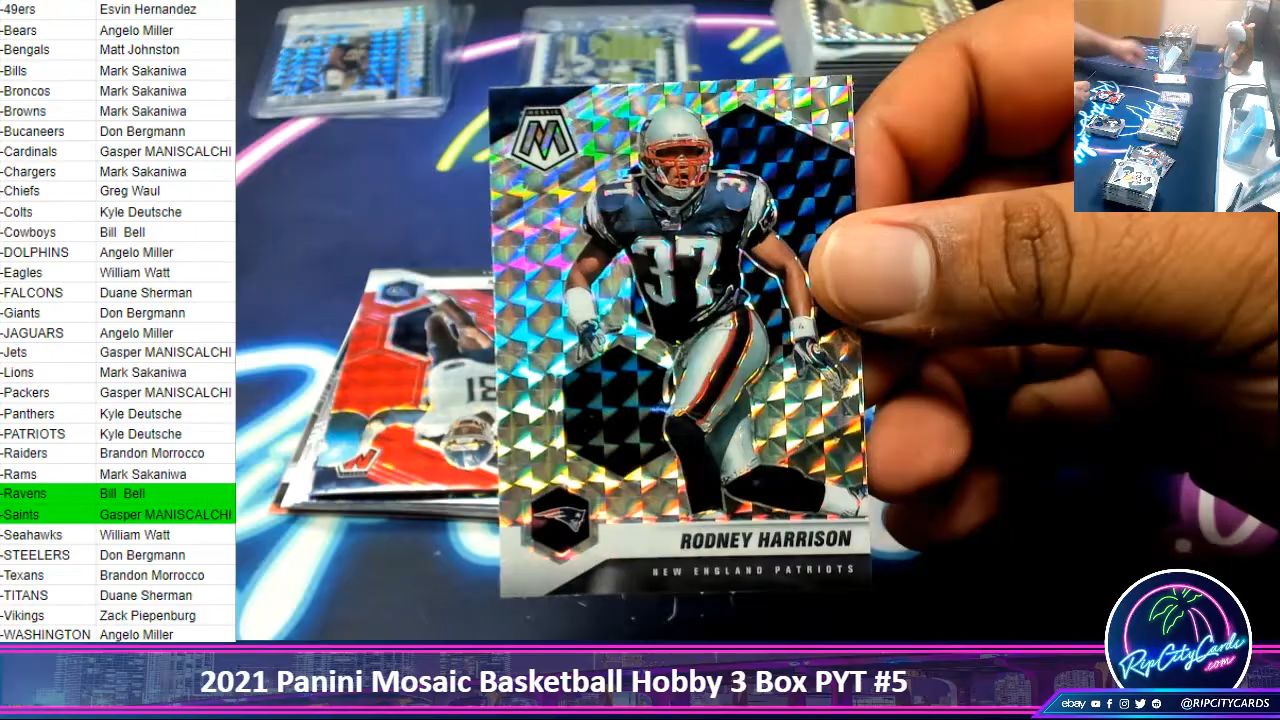 -49ers Esvin Hernandez
-Bears Angelo Miller
-Bengals Matt Johnston
-Bills Mark Sakaniwa
-Broncos Mark Sakaniwa
-Browns Mark Sakaniwa
-Bucaneers Don Bergmann
-Cardinals Gasper MANISCALCHI
-Chargers Mark Sakaniwa
-Chiefs Greg Waul
-Colts Kyle Deutsche
-Cowboys Bill Bell
-DOLPHINS Angelo Miller
-Eagles William Watt
-FALCONS Duane Sherman
-Giants Don Bergmann
-JAGUARS Angelo Miller
-Jets Gasper MANISCALCHI
-Lions Mark Sakaniwa
-Packers Gasper MANISCALCHI
-Panthers Kyle Deutsche
-PATRIOTS Kyle Deutsche
-Raiders Brandon Morrocco
-Rams Mark Sakaniwa
-Ravens Bill Bell
-Saints Gasper MANISCALCHI
-Seahawks William Watt
-STEELERS Don Bergmann
-Texans Brandon Morrocco
-TITANS Duane Sherman
-Vikings Zack Piepenburg
-WASHINGTON Angelo Miller
MOSAIC
37
37
RODNEY HARRISON
NEW ENGLAND PATRIOTS
2021 Panini Mosaic Basketball Hobby 3 Box PYT #5
RipCityCards
.com
ebay @RIPCITYCARDS